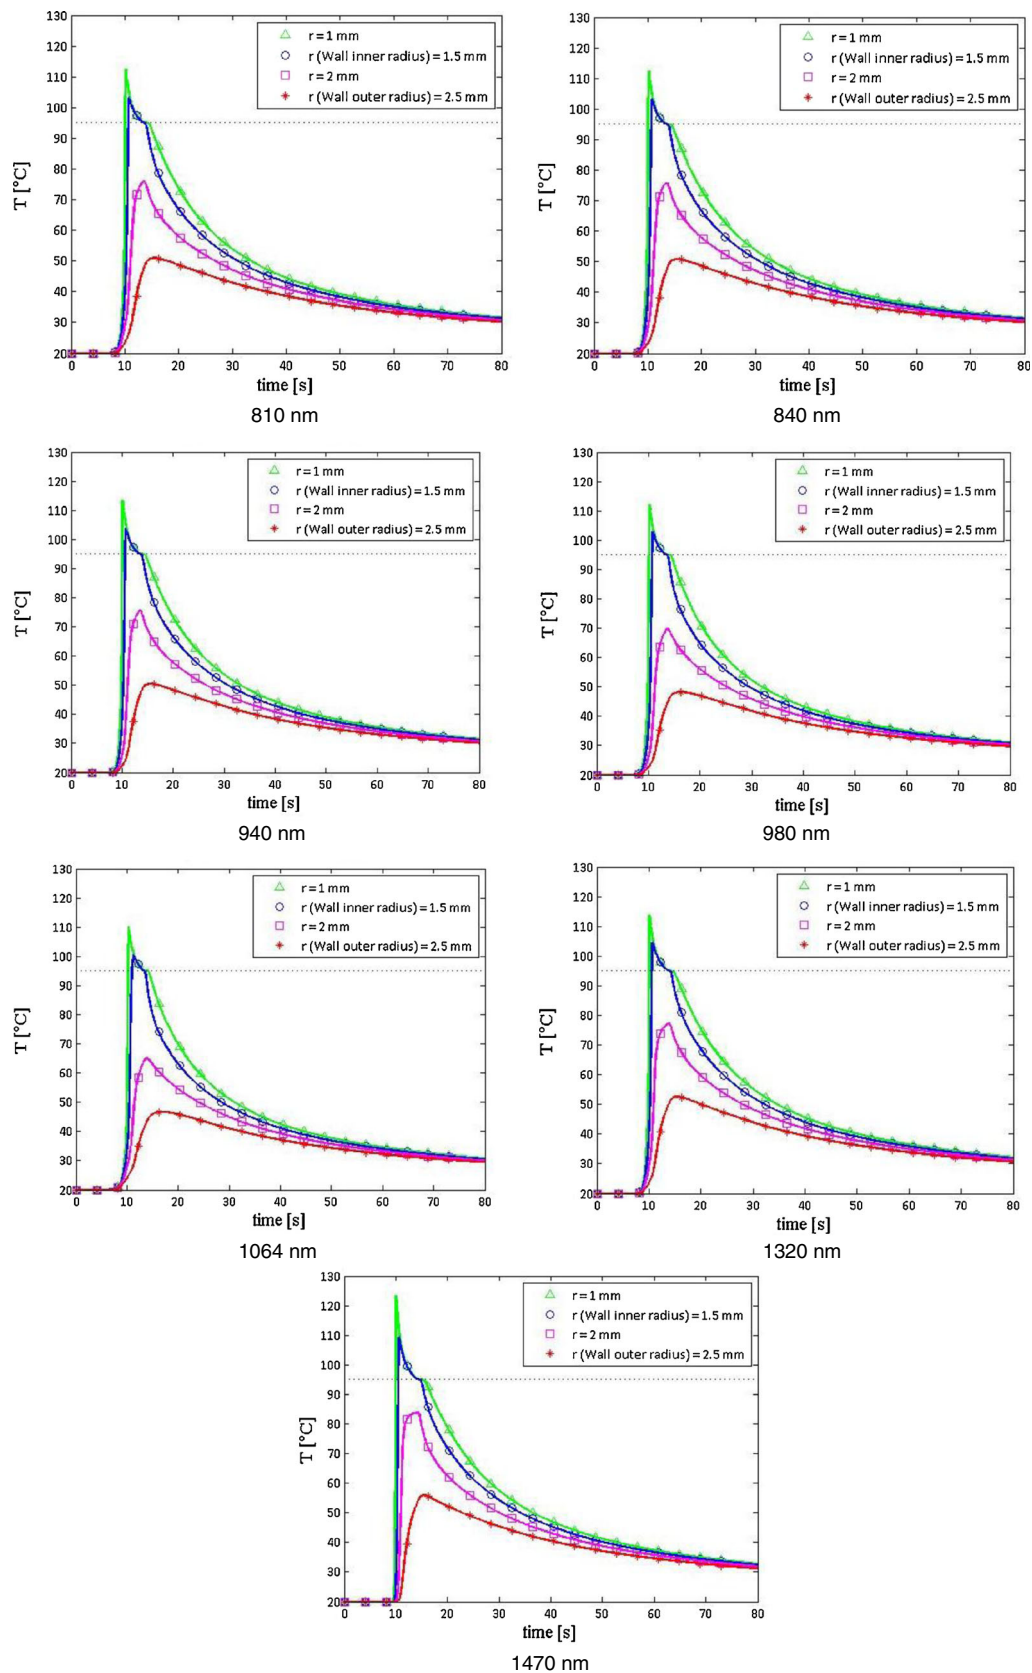 130
120
110
100
90
80
70
60
50
40
30
20
T [°C]
r = 1 mm
r (Wall inner radius) = 1.5 mm
r = 2 mm
r (Wall outer radius) = 2.5 mm
0 10 20 30 40 50 60 70 80
time [s]
810 nm
130
120
110
100
90
80
70
60
50
40
30
20
T [°C]
r = 1 mm
r (Wall inner radius) = 1.5 mm
r = 2 mm
r (Wall outer radius) = 2.5 mm
0 10 20 30 40 50 60 70 80
time [s]
840 nm
130
120
110
100
90
80
70
60
50
40
30
20
T [°C]
r = 1 mm
r (Wall inner radius) = 1.5 mm
r = 2 mm
r (Wall outer radius) = 2.5 mm
0 10 20 30 40 50 60 70 80
time [s]
940 nm
130
120
110
100
90
80
70
60
50
40
30
20
T [°C]
r = 1 mm
r (Wall inner radius) = 1.5 mm
r = 2 mm
r (Wall outer radius) = 2.5 mm
0 10 20 30 40 50 60 70 80
time [s]
980 nm
130
120
110
100
90
80
70
60
50
40
30
20
T [°C]
r = 1 mm
r (Wall inner radius) = 1.5 mm
r = 2 mm
r (Wall outer radius) = 2.5 mm
0 10 20 30 40 50 60 70 80
time [s]
1064 nm
130
120
110
100
90
80
70
60
50
40
30
20
T [°C]
r = 1 mm
r (Wall inner radius) = 1.5 mm
r = 2 mm
r (Wall outer radius) = 2.5 mm
0 10 20 30 40 50 60 70 80
time [s]
1320 nm
130
120
110
100
90
80
70
60
50
40
30
20
T [°C]
r = 1 mm
r (Wall inner radius) = 1.5 mm
r = 2 mm
r (Wall outer radius) = 2.5 mm
0 10 20 30 40 50 60 70 80
time [s]
1470 nm